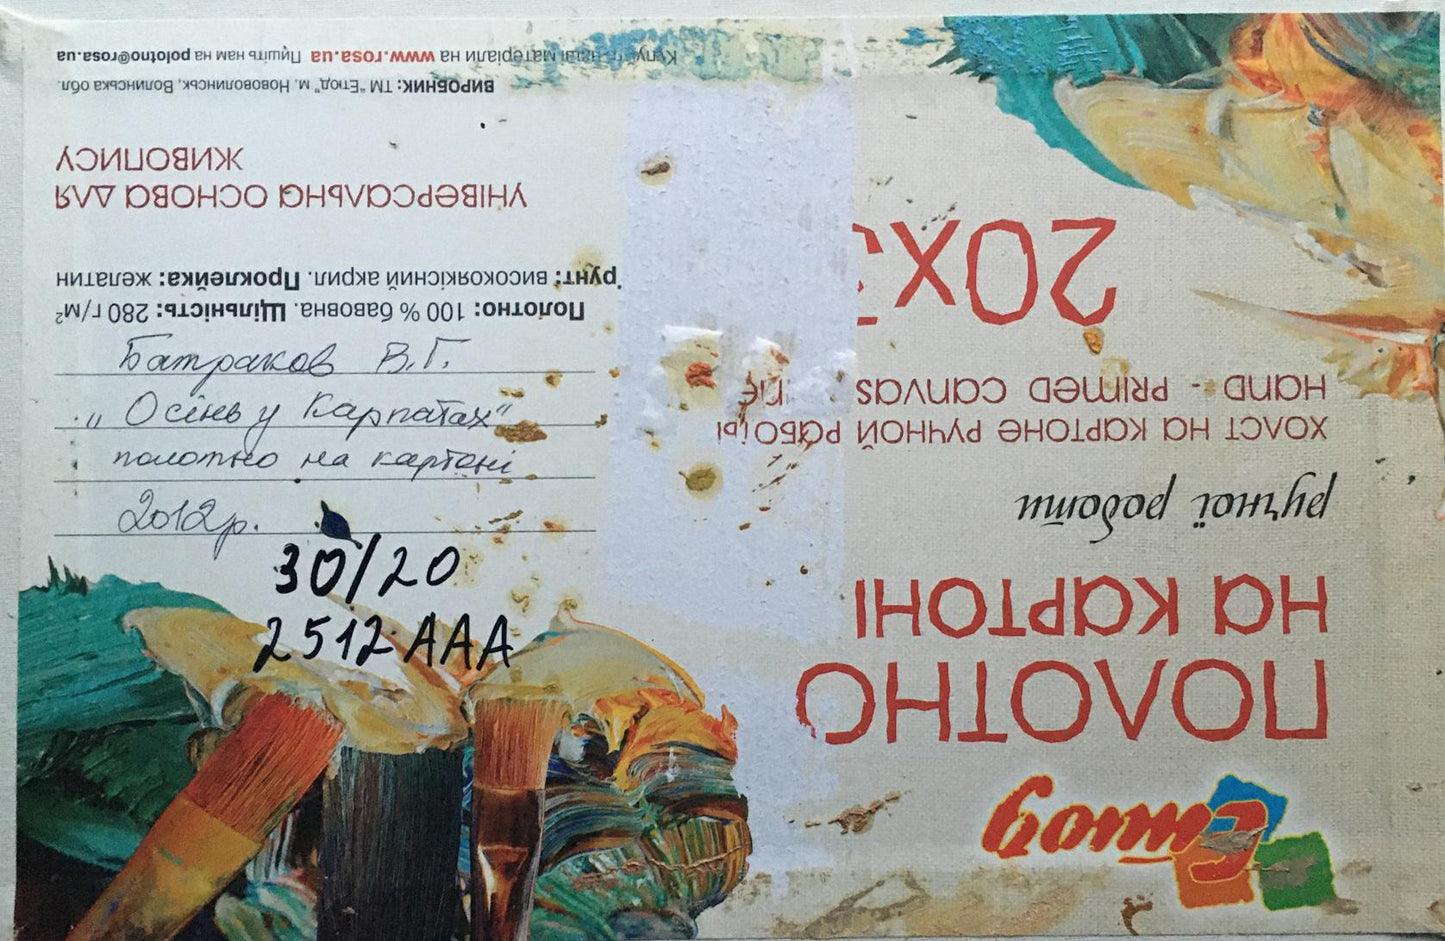 Купуйте наші матеріали на www.rosa.ua Пишіть нам на polotno@rosa.ua
ВИРОБНИК: ТМ "Етюд" м. Нововолинськ, Волинська обл.
УНІВЕРСАЛЬНА ОСНОВА ДЛЯ
ЖИВОПИСУ
Полотно: 100 % бавовна. Щільність: 280 г/м²
Ґрунт: високоякісний акрил. Проклейка: желатин
Батраков В.Г.
„Осінь у Карпатах"
полотно на картоні
2012р.
30/20
2512 ААА
Етюд
ПОЛОТНО
НА КАРТОНІ
ручної роботи
ХОЛСТ НА КАРТОНЕ РУЧНОЙ РАБОТЫ
HAND - PRIMED CANVAS
20X